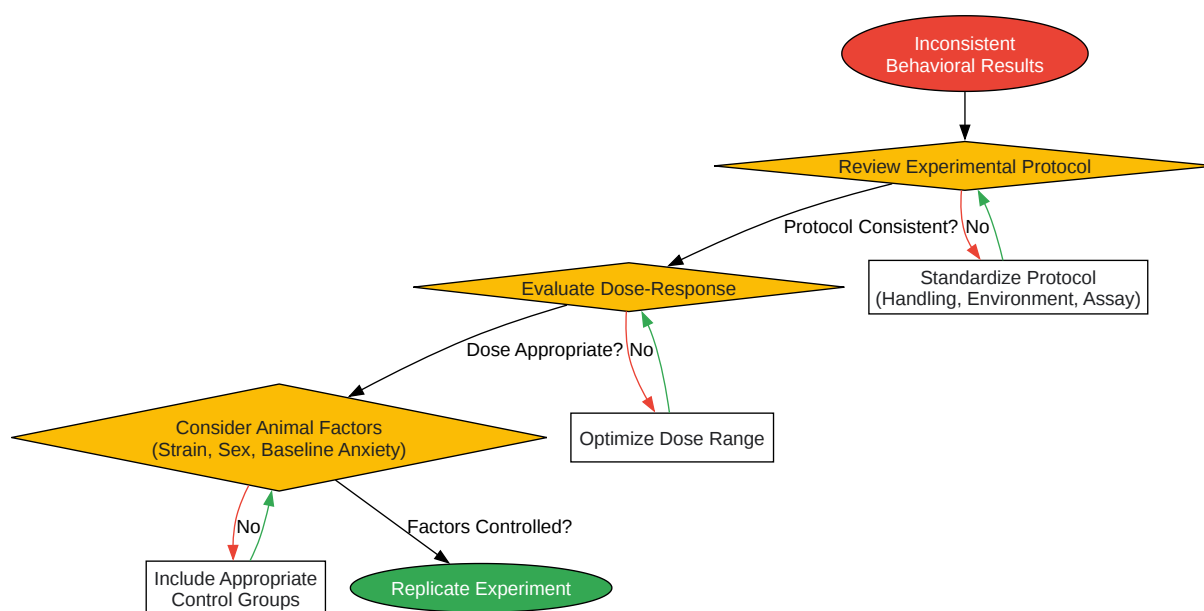 Inconsistent
Behavioral Results
Review Experimental Protocol
Protocol Consistent?
No
Standardize Protocol
(Handling, Environment, Assay)
Evaluate Dose-Response
Dose Appropriate?
No
Optimize Dose Range
Consider Animal Factors
(Strain, Sex, Baseline Anxiety)
No
Factors Controlled?
Include Appropriate
Control Groups
Replicate Experiment